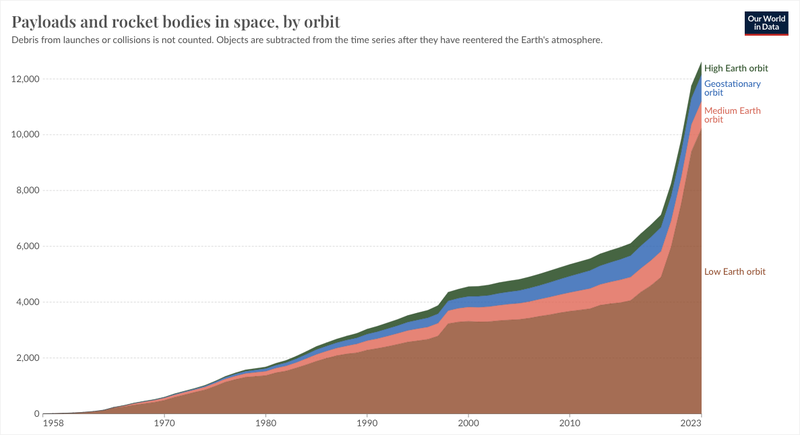 Payloads and rocket bodies in space, by orbit
Debris from launches or collisions is not counted. Objects are subtracted from the time series after they have reentered the Earth's atmosphere.
Our World
in Data
12,000
10,000
8,000
6,000
4,000
2,000
0
1958
1970
1980
1990
2000
2010
2023
High Earth orbit
Geostationary
orbit
Medium Earth
orbit
Low Earth orbit